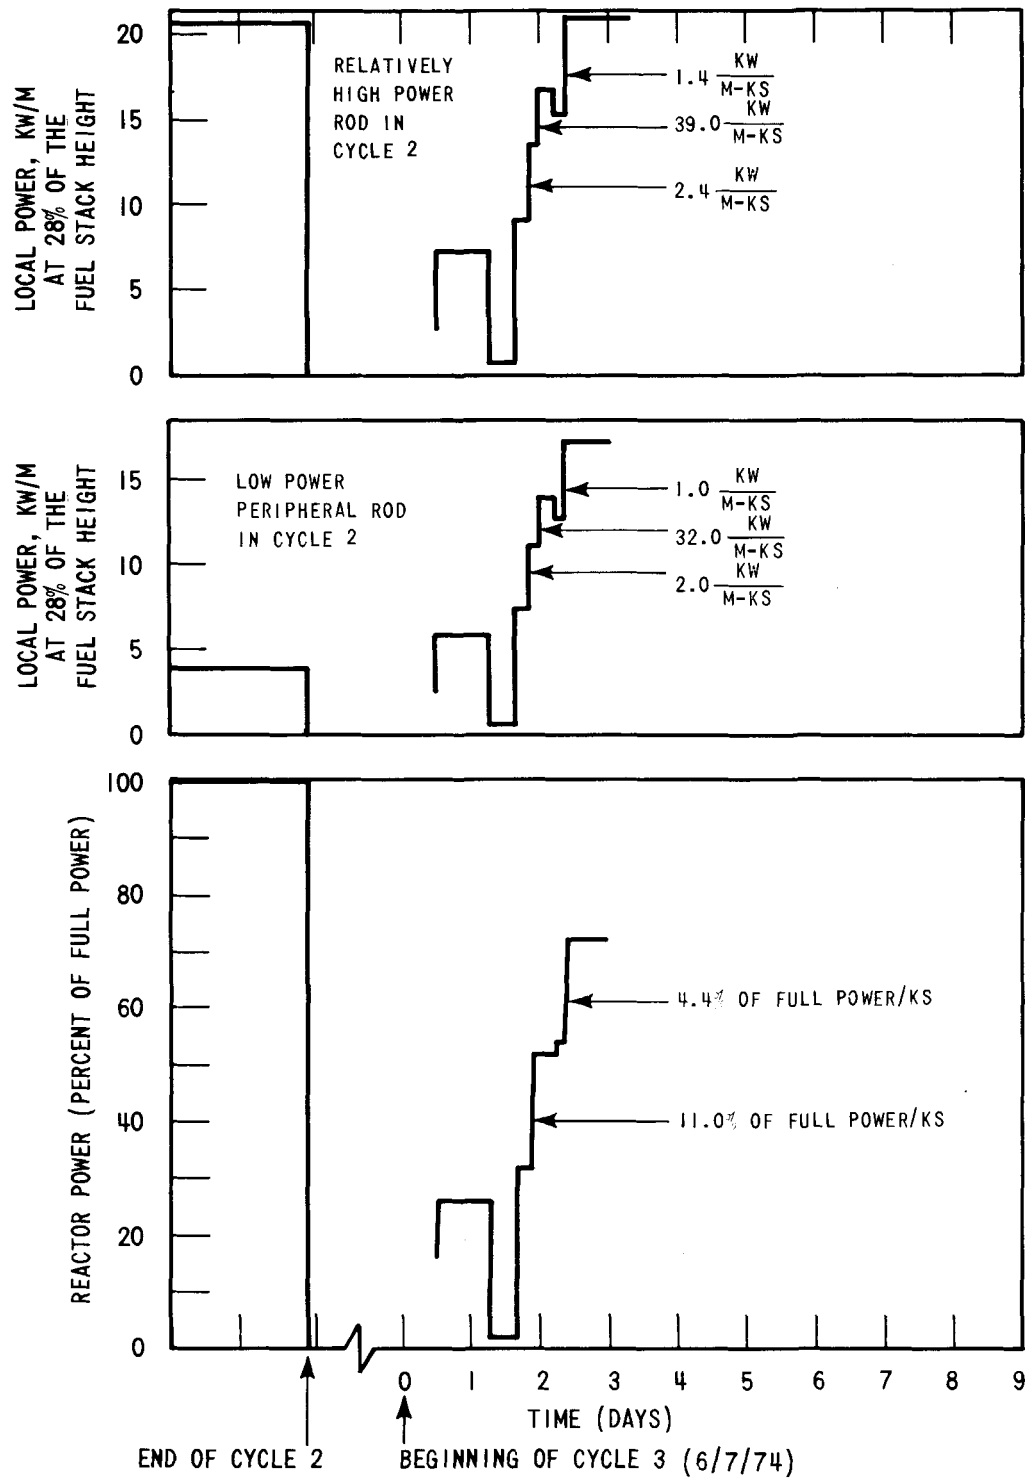 LOCAL POWER, KW/M
AT 28% OF THE
FUEL STACK HEIGHT
20
15
10
5
0
RELATIVELY
HIGH POWER
ROD IN
CYCLE 2
1.4 KW
M-KS
39.0 KW
M-KS
2.4 KW
M-KS
LOCAL POWER, KW/M
AT 28% OF THE
FUEL STACK HEIGHT
15
10
5
0
LOW POWER
PERIPHERAL ROD
IN CYCLE 2
1.0 KW
M-KS
32.0 KW
M-KS
2.0 KW
M-KS
REACTOR POWER (PERCENT OF FULL POWER)
100
80
60
40
20
0
4.4% OF FULL POWER/KS
11.0% OF FULL POWER/KS
0 1 2 3 4 5 6 7 8 9
TIME (DAYS)
END OF CYCLE 2
BEGINNING OF CYCLE 3 (6/7/74)